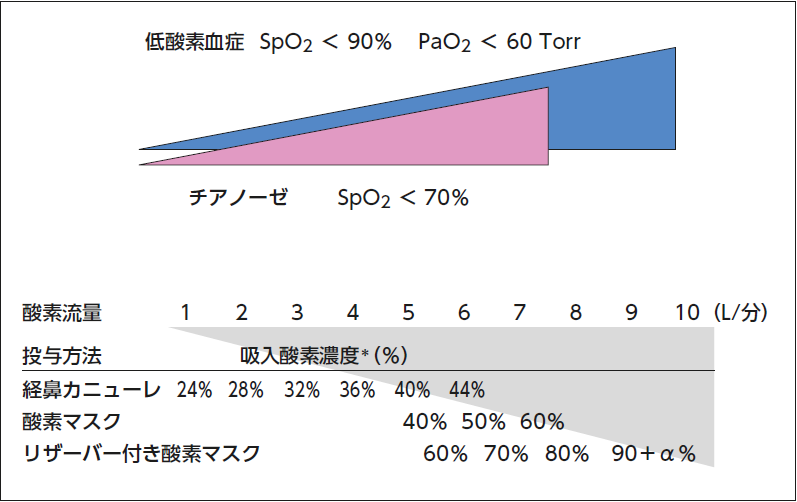 低酸素血症 SpO₂ < 90% PaO₂ < 60 Torr
チアノーゼ SpO₂ < 70%
酸素流量 1 2 3 4 5 6 7 8 9 10 (L/分)
投与方法 吸入酸素濃度*(%)
経鼻カニューレ 24% 28% 32% 36% 40% 44%
酸素マスク 40% 50% 60%
リザーバー付き酸素マスク 60% 70% 80% 90+α%